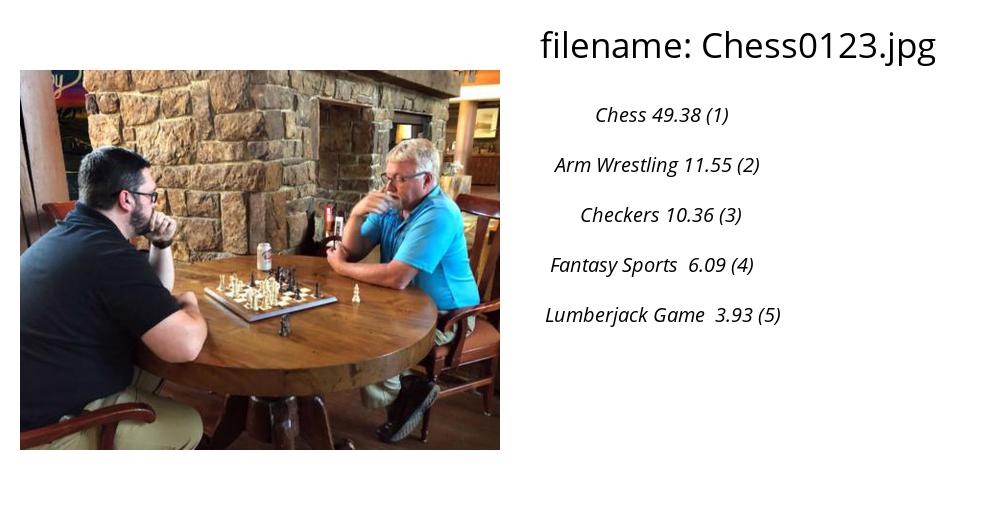 filename: Chess0123.jpg
Chess 49.38 (1)
Arm Wrestling 11.55 (2)
Checkers 10.36 (3)
Fantasy Sports  6.09 (4)
Lumberjack Game  3.93 (5)